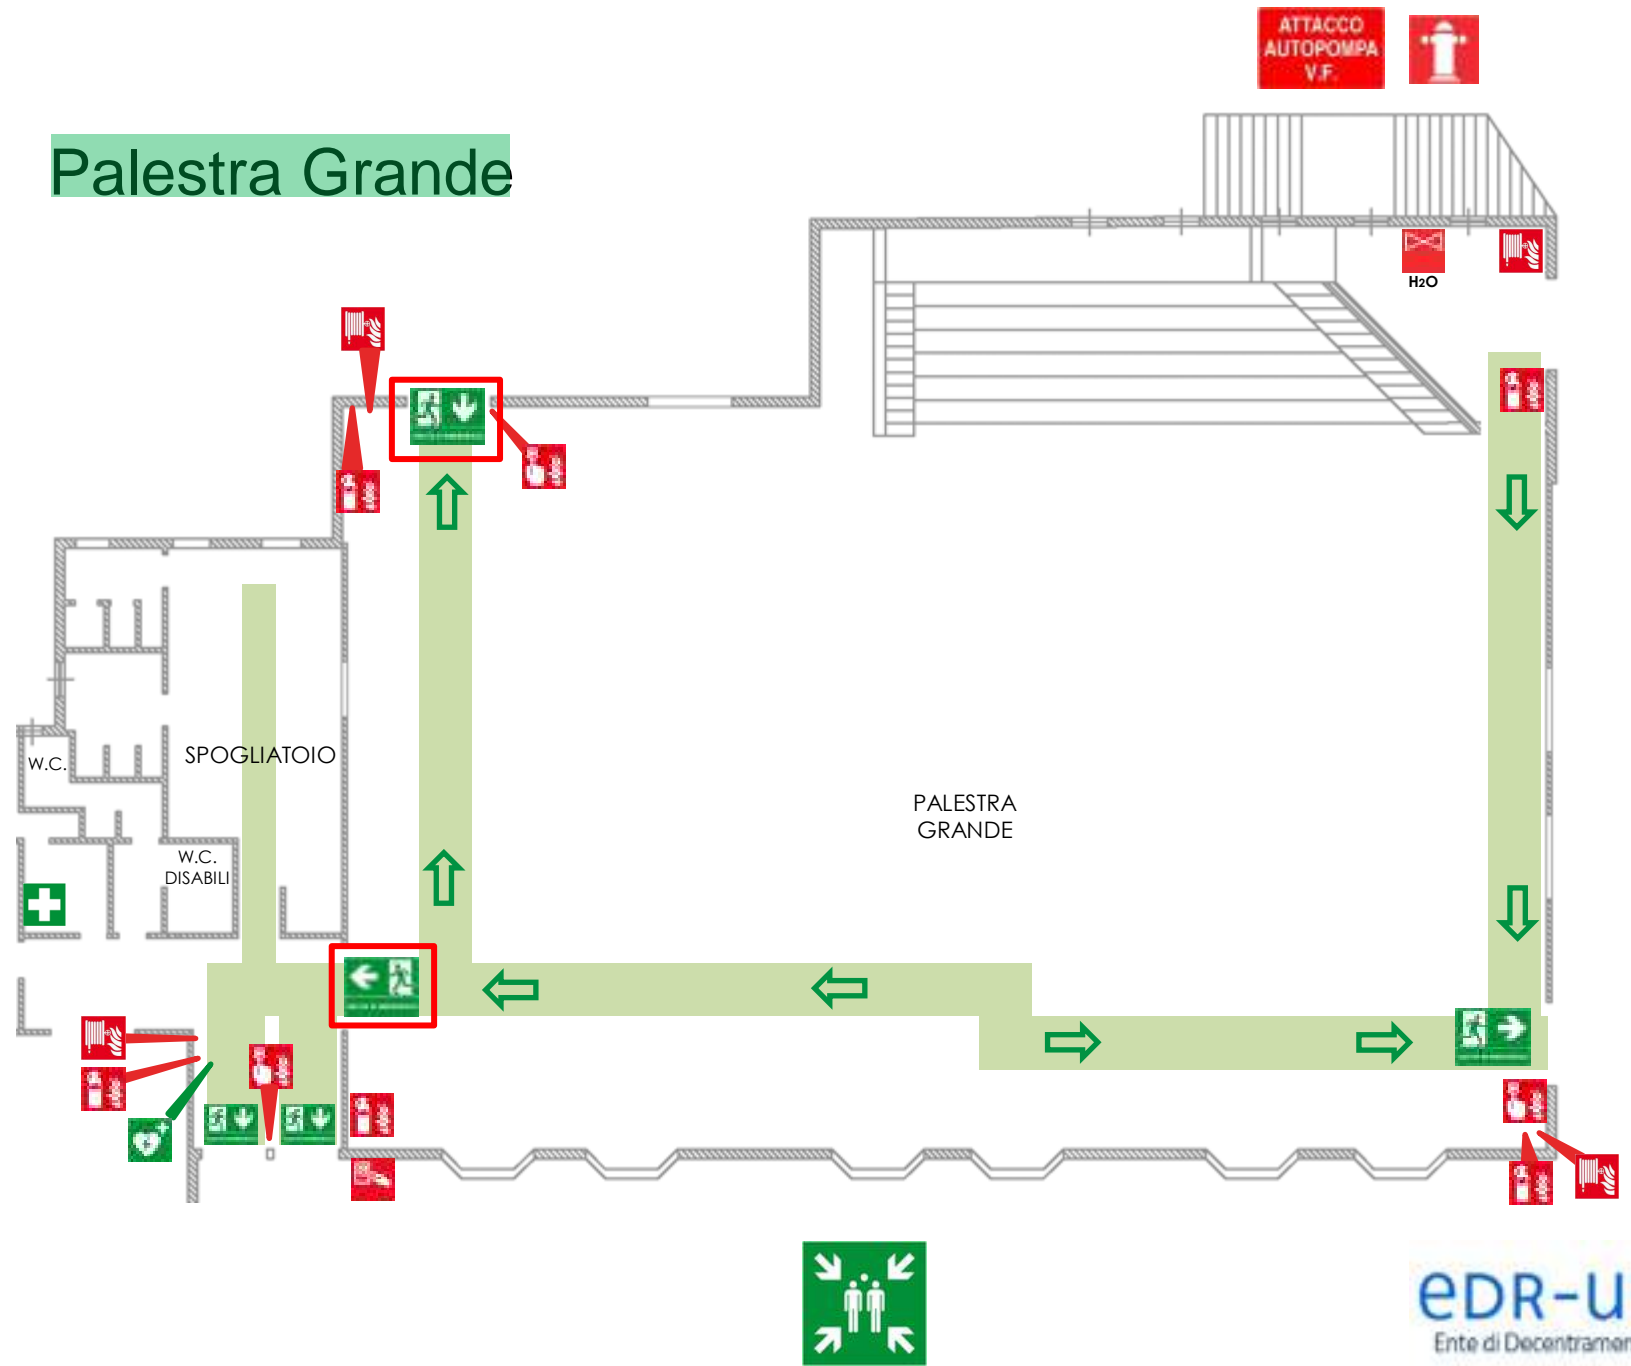 ATTACCO
AUTOPOMPA
V.F.
Palestra Grande
H2O
SPOGLIATOIO
W.C.
PALESTRA
GRANDE
W.C.
DISABILI
eDR-U
Ente di Decentramen